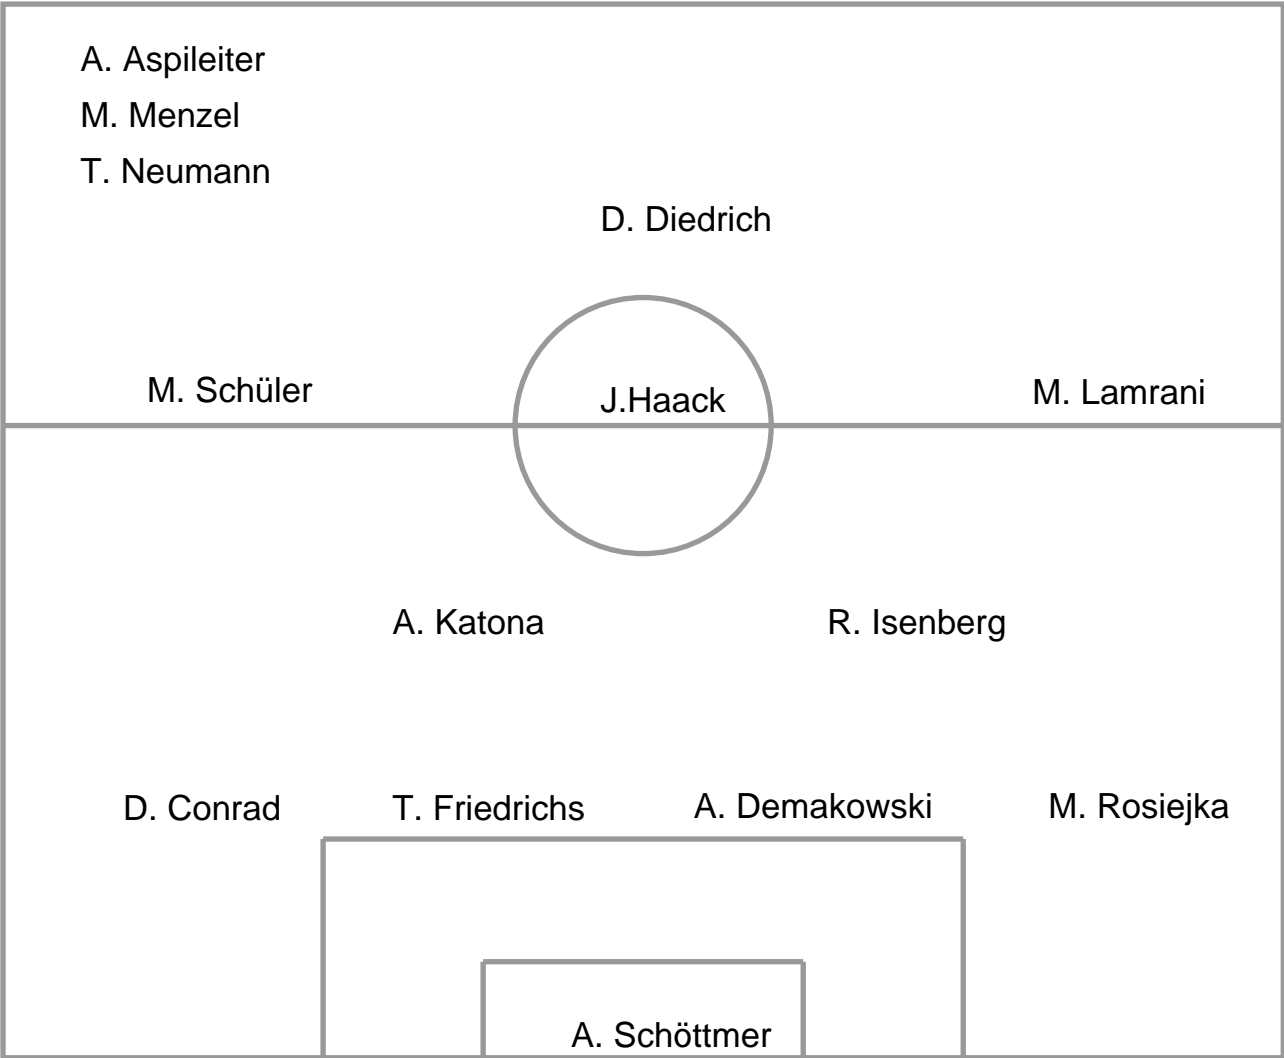 A. Aspileiter
M. Menzel
T. Neumann
D. Diedrich
M. Schüler
J.Haack
M. Lamrani
A. Katona
R. Isenberg
D. Conrad
T. Friedrichs
A. Demakowski
M. Rosiejka
A. Schöttmer